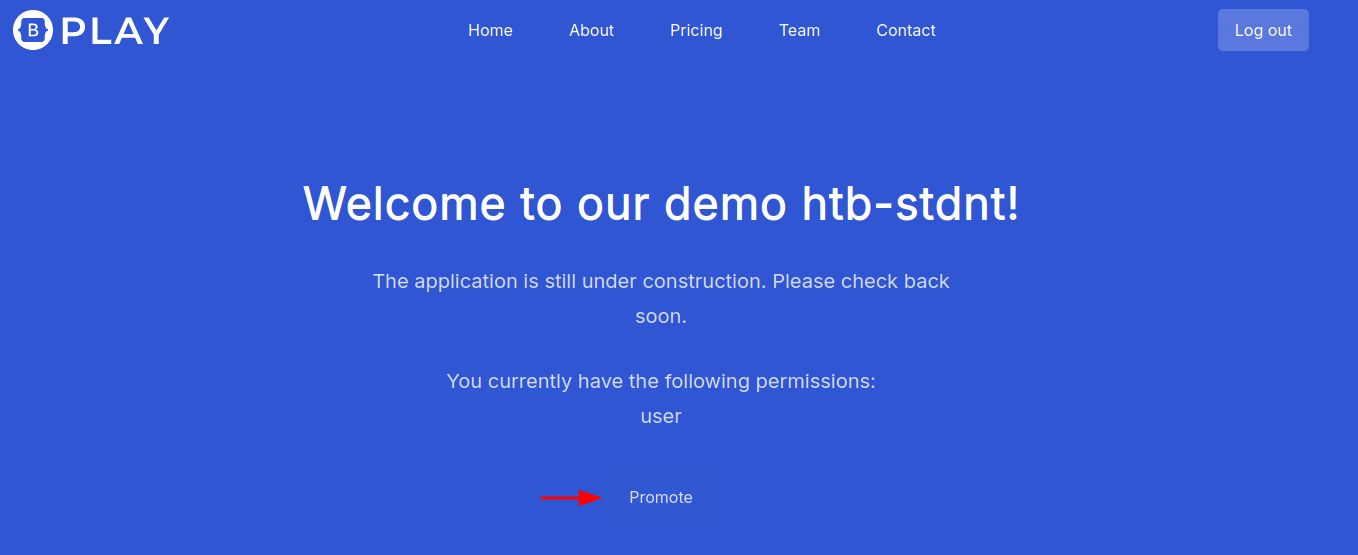 B PLAY Home About Pricing Team Contact Log out
Welcome to our demo htb-stdnt!
The application is still under construction. Please check back
soon.
You currently have the following permissions:
user
Promote